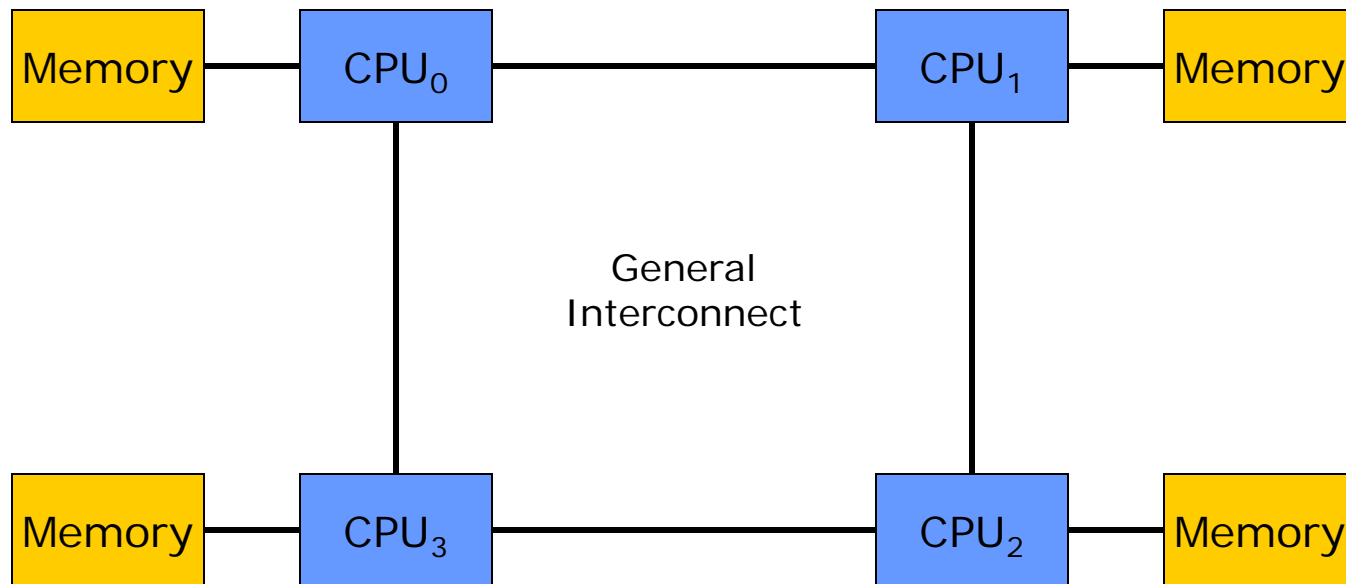 Memory CPU₀ CPU₁ Memory
General
Interconnect
Memory CPU₃ CPU₂ Memory